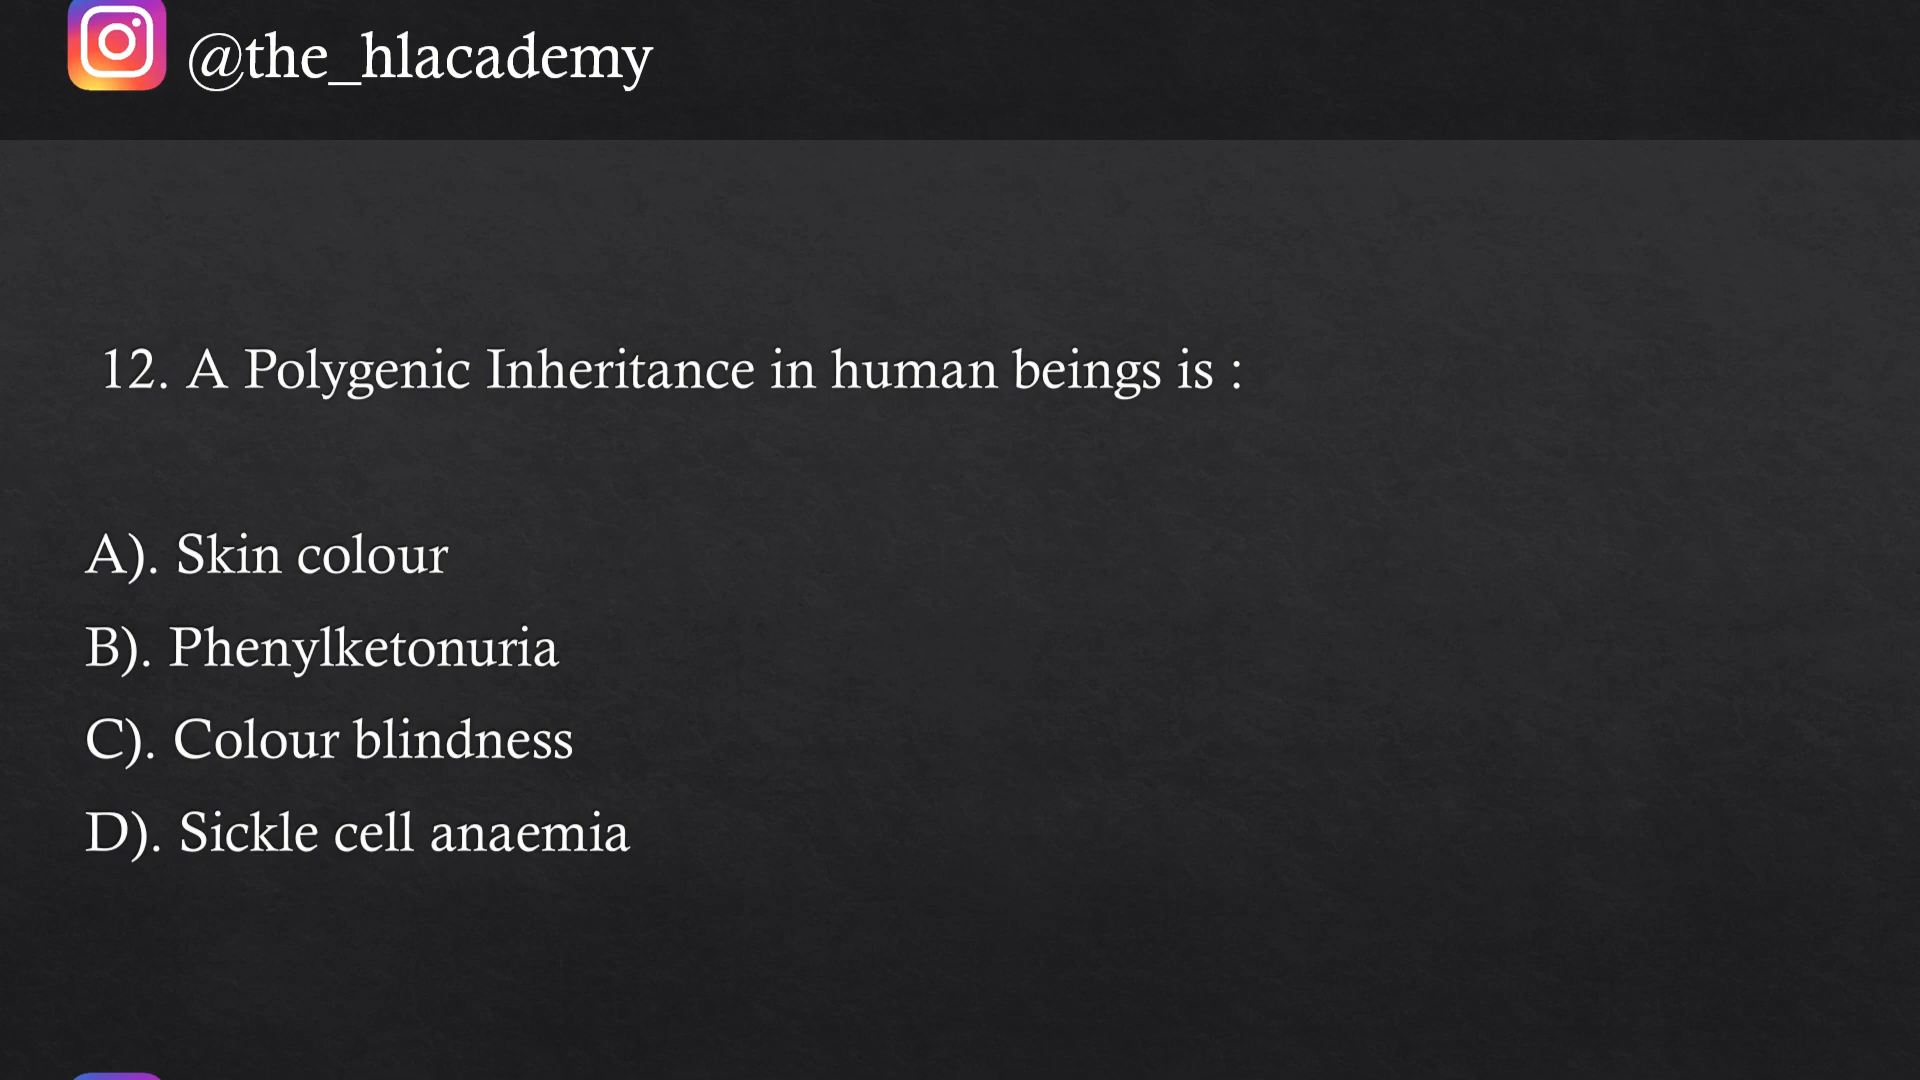 @the_hlacademy
12. A Polygenic Inheritance in human beings is :
A). Skin colour
B). Phenylketonuria
C). Colour blindness
D). Sickle cell anaemia